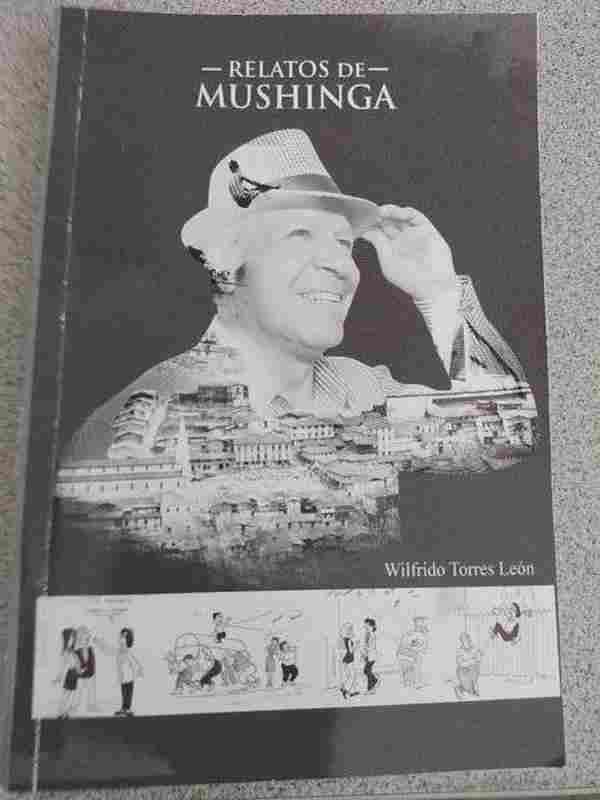 — RELATOS DE —
MUSHINGA
Wilfrido Torres León